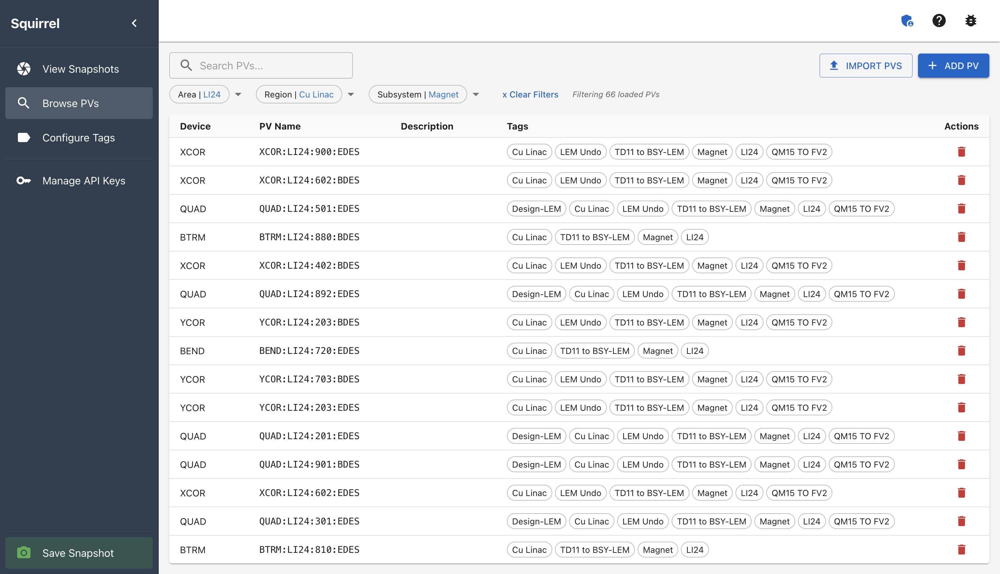 Squirrel
View Snapshots
Browse PVs
Configure Tags
Manage API Keys
Save Snapshot
Search PVs...
IMPORT PVS
ADD PV
Area | LI24 Region | Cu Linac Subsystem | Magnet x Clear Filters Filtering 66 loaded PVs
Device PV Name Description Tags Actions
XCOR XCOR:LI24:900:EDES Cu Linac LEM Undo TD11 to BSY-LEM Magnet LI24 QM15 TO FV2
XCOR XCOR:LI24:602:BDES Cu Linac LEM Undo TD11 to BSY-LEM Magnet LI24 QM15 TO FV2
QUAD QUAD:LI24:501:EDES Design-LEM Cu Linac LEM Undo TD11 to BSY-LEM Magnet LI24 QM15 TO FV2
BTRM BTRM:LI24:880:BDES Cu Linac TD11 to BSY-LEM Magnet LI24
XCOR XCOR:LI24:402:BDES Cu Linac LEM Undo TD11 to BSY-LEM Magnet LI24 QM15 TO FV2
QUAD QUAD:LI24:892:EDES Design-LEM Cu Linac LEM Undo TD11 to BSY-LEM Magnet LI24 QM15 TO FV2
YCOR YCOR:LI24:203:BDES Cu Linac LEM Undo TD11 to BSY-LEM Magnet LI24 QM15 TO FV2
BEND BEND:LI24:720:EDES Cu Linac TD11 to BSY-LEM Magnet LI24
YCOR YCOR:LI24:703:BDES Cu Linac LEM Undo TD11 to BSY-LEM Magnet LI24 QM15 TO FV2
YCOR YCOR:LI24:203:EDES Cu Linac LEM Undo TD11 to BSY-LEM Magnet LI24 QM15 TO FV2
QUAD QUAD:LI24:201:EDES Design-LEM Cu Linac LEM Undo TD11 to BSY-LEM Magnet LI24 QM15 TO FV2
QUAD QUAD:LI24:901:BDES Design-LEM Cu Linac LEM Undo TD11 to BSY-LEM Magnet LI24 QM15 TO FV2
XCOR XCOR:LI24:602:EDES Cu Linac LEM Undo TD11 to BSY-LEM Magnet LI24 QM15 TO FV2
QUAD QUAD:LI24:301:EDES Design-LEM Cu Linac LEM Undo TD11 to BSY-LEM Magnet LI24 QM15 TO FV2
BTRM BTRM:LI24:810:EDES Cu Linac TD11 to BSY-LEM Magnet LI24